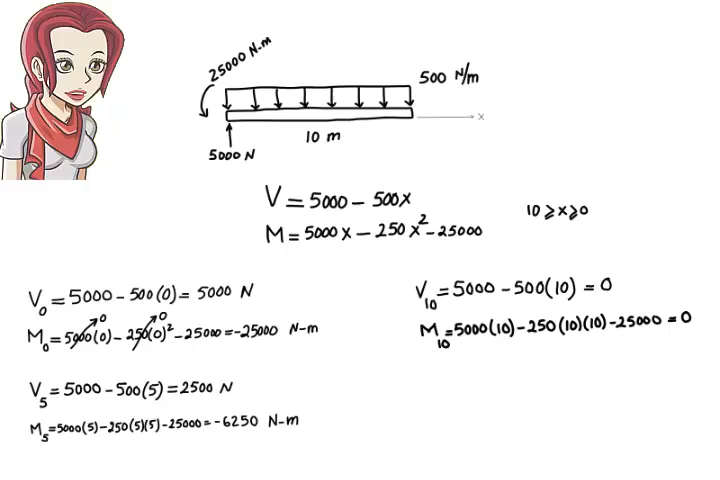 25000 N-m
500 N/m
x
10 m
5000 N
V = 5000 - 500x
M = 5000x - 250x² - 25000
10 ≥ x ≥ 0
V₀ = 5000 - 500(0) = 5000 N
0 0
M₀ = 5000(0) - 250(0)² - 25000 = -25000 N-m
V₅ = 5000 - 500(5) = 2500 N
M₅ = 5000(5) - 250(5)(5) - 25000 = -6250 N-m
V₁₀ = 5000 - 500(10) = 0
M₁₀ = 5000(10) - 250(10)(10) - 25000 = 0